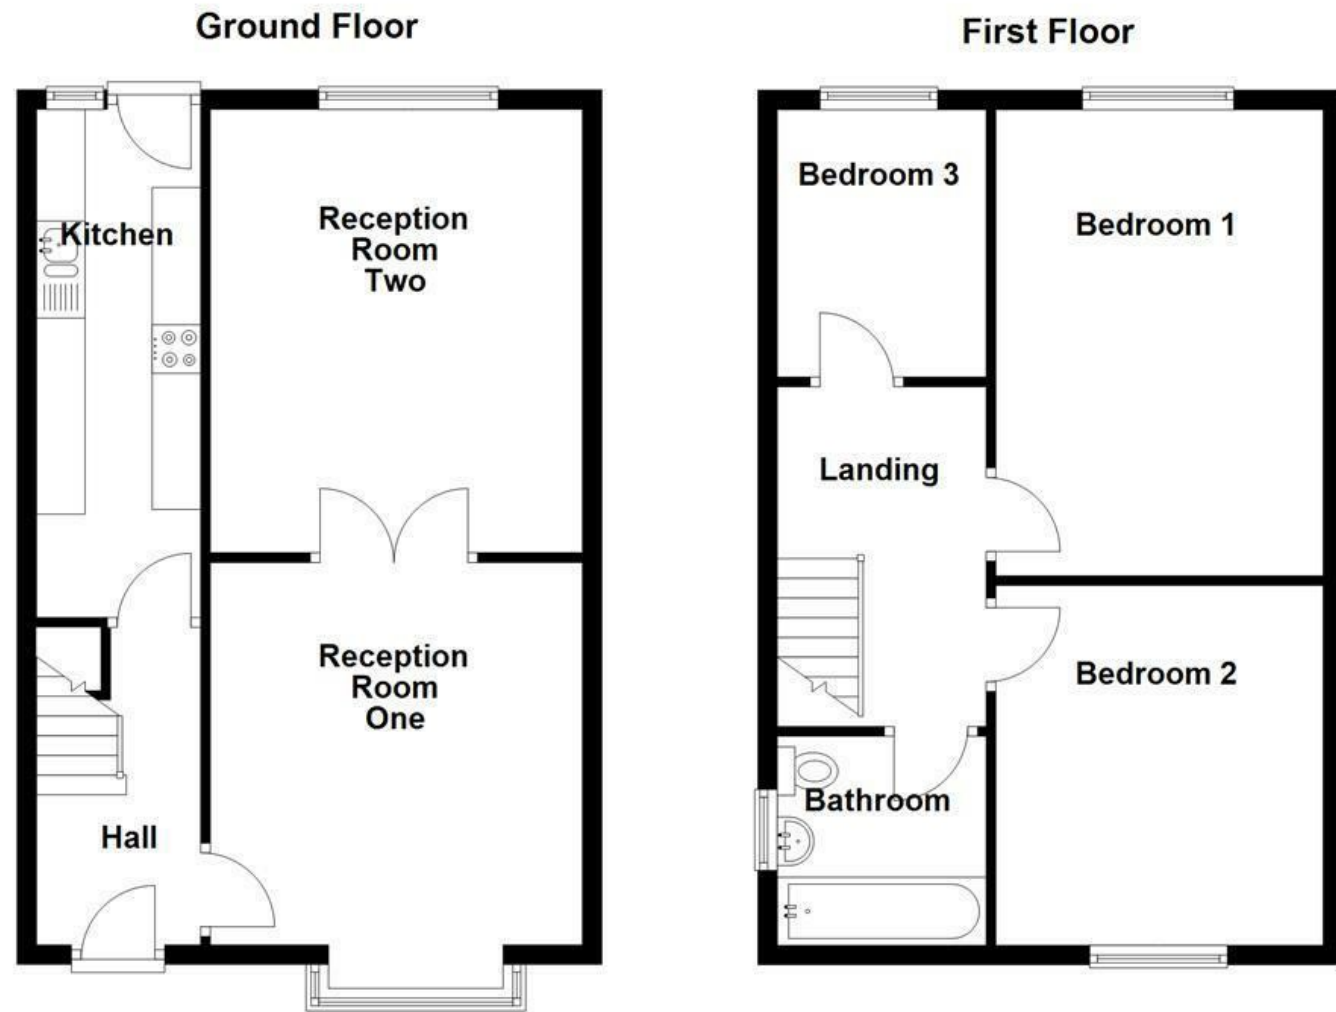 Ground Floor
Kitchen
Reception
Room
Two
Reception
Room
One
Hall
First Floor
Bedroom 3
Bedroom 1
Landing
Bedroom 2
Bathroom